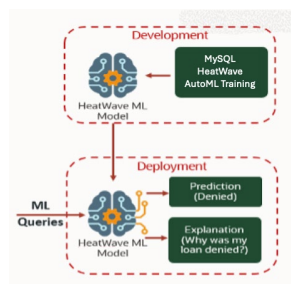 Development
MySQL
HeatWave
AutoML Training
HeatWave ML
Model
Deployment
ML
Queries
HeatWave ML
Model
Prediction
(Denied)
Explanation
(Why was my
loan denied?)